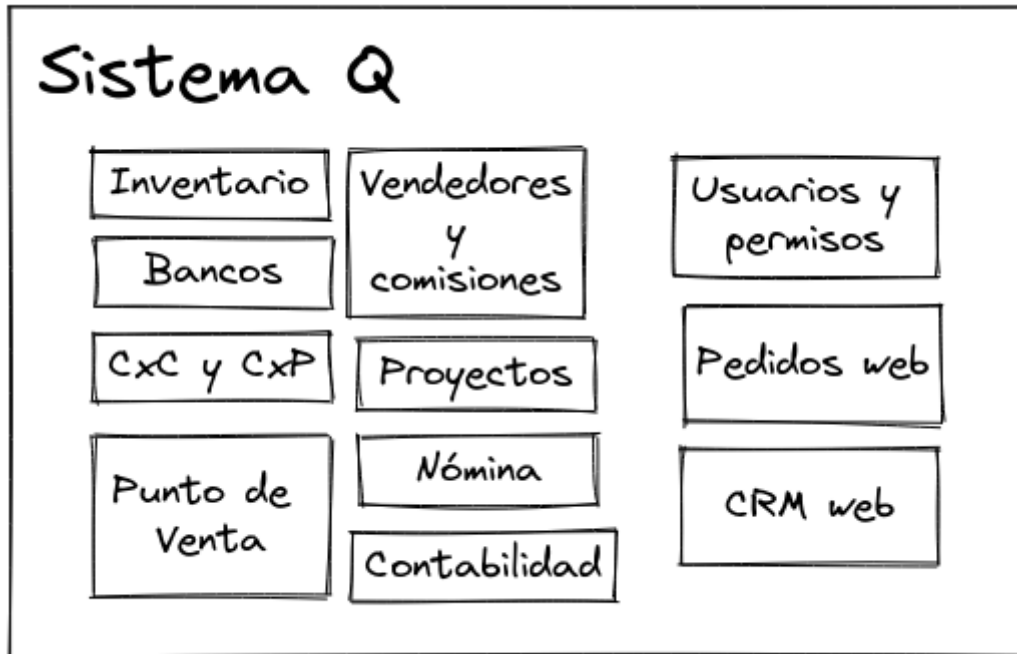 Sistema Q
Inventario
Bancos
CxC y CxP
Punto de
Venta
Vendedores
y
comisiones
Proyectos
Nómina
Contabilidad
Usuarios y
permisos
Pedidos web
CRM web